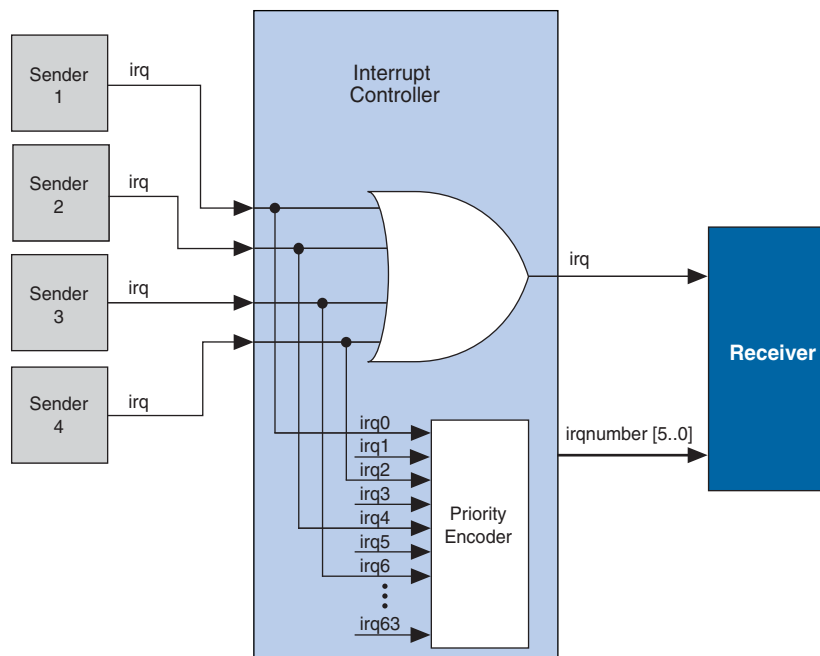 Sender
1
irq
Sender
2
irq
Sender
3
irq
Sender
4
irq
Interrupt
Controller
irq0
irq1
irq2
irq3
irq4
irq5
irq6
irq63
Priority
Encoder
irq
irqnumber [5..0]
Receiver